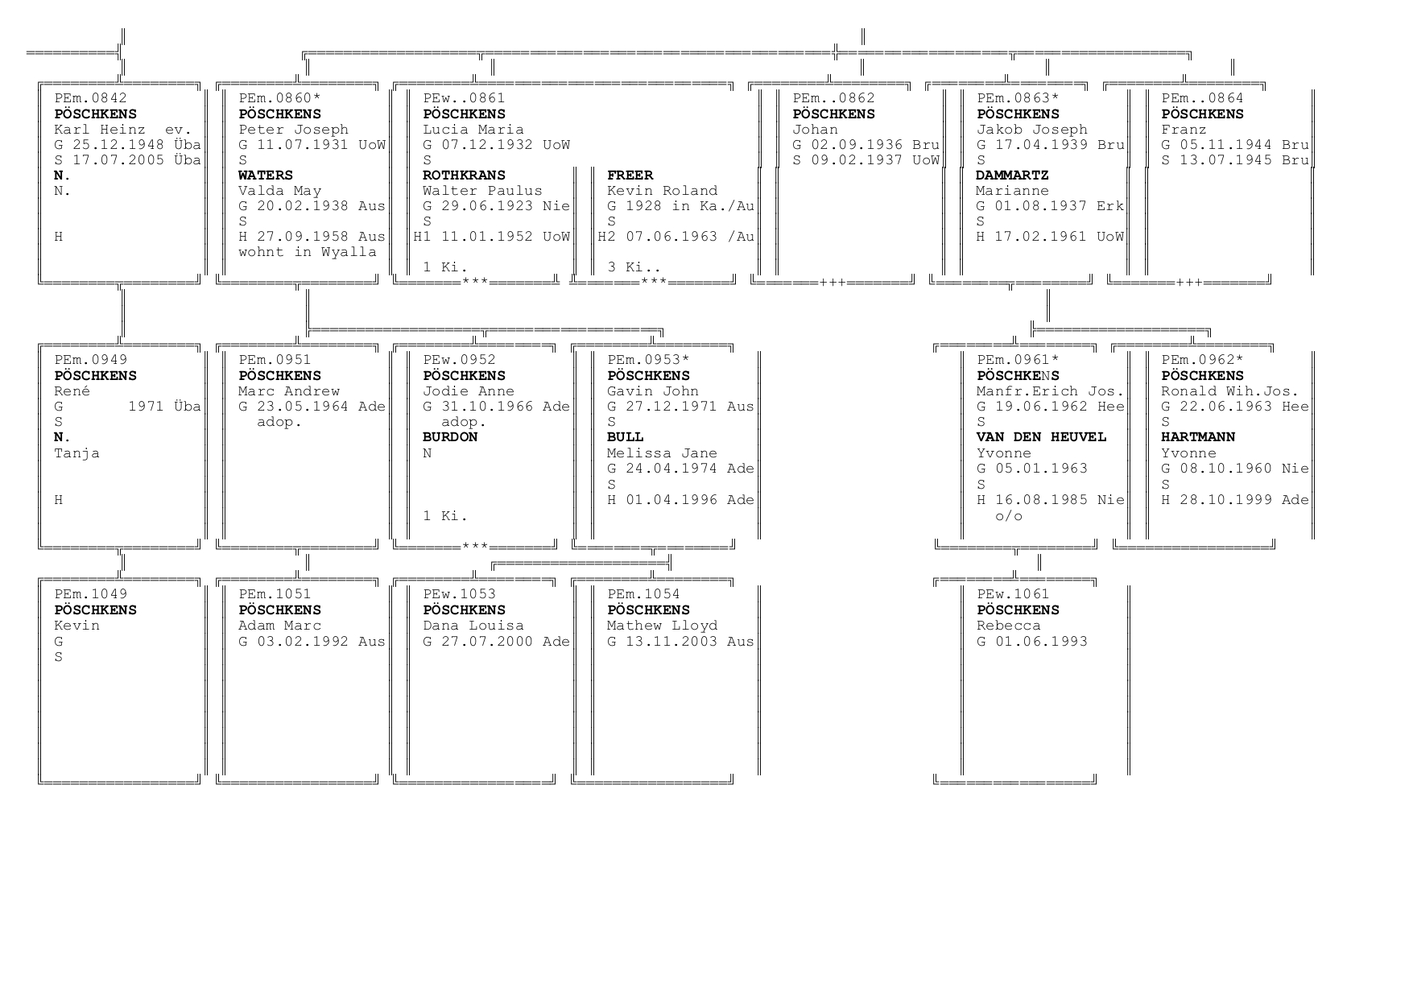 PEm.0842
PÖSCHKENS
Karl Heinz  ev.
G 25.12.1948 Üba
S 17.07.2005 Üba
N.
N.
H
PEm.0860*
PÖSCHKENS
Peter Joseph
G 11.07.1931 UoW
S
WATERS
Valda May
G 20.02.1938 Aus
S
H 27.09.1958 Aus
wohnt in Wyalla
PEw..0861
PÖSCHKENS
Lucia Maria
G 07.12.1932 UoW
S
ROTHKRANS
Walter Paulus
G 29.06.1923 Nie
S
H1 11.01.1952 UoW
1 Ki.
***
FREER
Kevin Roland
G 1928 in Ka./Au
S
H2 07.06.1963 /Au
3 Ki..
***
PEm..0862
PÖSCHKENS
Johan
G 02.09.1936 Bru
S 09.02.1937 UoW
+++
PEm.0863*
PÖSCHKENS
Jakob Joseph
G 17.04.1939 Bru
S
DAMMARTZ
Marianne
G 01.08.1937 Erk
S
H 17.02.1961 UoW
PEm..0864
PÖSCHKENS
Franz
G 05.11.1944 Bru
S 13.07.1945 Bru
+++
PEm.0949
PÖSCHKENS
René
G       1971 Üba
S
N.
Tanja
H
PEm.0951
PÖSCHKENS
Marc Andrew
G 23.05.1964 Ade
adop.
PEw.0952
PÖSCHKENS
Jodie Anne
G 31.10.1966 Ade
adop.
BURDON
N
1 Ki.
***
PEm.0953*
PÖSCHKENS
Gavin John
G 27.12.1971 Aus
S
BULL
Melissa Jane
G 24.04.1974 Ade
S
H 01.04.1996 Ade
PEm.0961*
PÖSCHKENS
Manfr.Erich Jos.
G 19.06.1962 Hee
S
VAN DEN HEUVEL
Yvonne
G 05.01.1963
S
H 16.08.1985 Nie
o/o
PEm.0962*
PÖSCHKENS
Ronald Wih.Jos.
G 22.06.1963 Hee
S
HARTMANN
Yvonne
G 08.10.1960 Nie
S
H 28.10.1999 Ade
PEm.1049
PÖSCHKENS
Kevin
G
S
PEm.1051
PÖSCHKENS
Adam Marc
G 03.02.1992 Aus
PEw.1053
PÖSCHKENS
Dana Louisa
G 27.07.2000 Ade
PEm.1054
PÖSCHKENS
Mathew Lloyd
G 13.11.2003 Aus
PEw.1061
PÖSCHKENS
Rebecca
G 01.06.1993